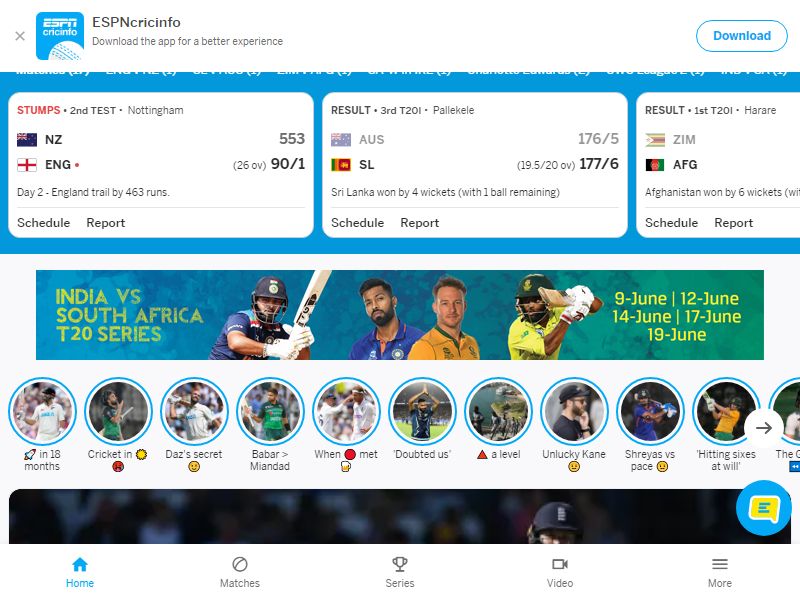 ESPN
cricinfo
ESPNcricinfo
Download the app for a better experience
Download
STUMPS • 2nd TEST • Nottingham
NZ 553
ENG • (26 ov) 90/1
Day 2 - England trail by 463 runs.
Schedule Report
RESULT • 3rd T20I • Pallekele
AUS 176/5
SL (19.5/20 ov) 177/6
Sri Lanka won by 4 wickets (with 1 ball remaining)
Schedule Report
RESULT • 1st T20I • Harare
ZIM
AFG
Afghanistan won by 6 wickets (wit
Schedule Report
INDIA VS
SOUTH AFRICA
T20 SERIES
9-June | 12-June
14-June | 17-June
19-June
🚀 in 18
months
Cricket in 🌞
🥵
Daz's secret
😉
Babar >
Miandad
When 🔴 met
🍺
'Doubted us'
🔺 a level
Unlucky Kane
😐
Shreyas vs
pace 😐
'Hitting sixes
at will'
The G
Home
Matches
Series
Video
More